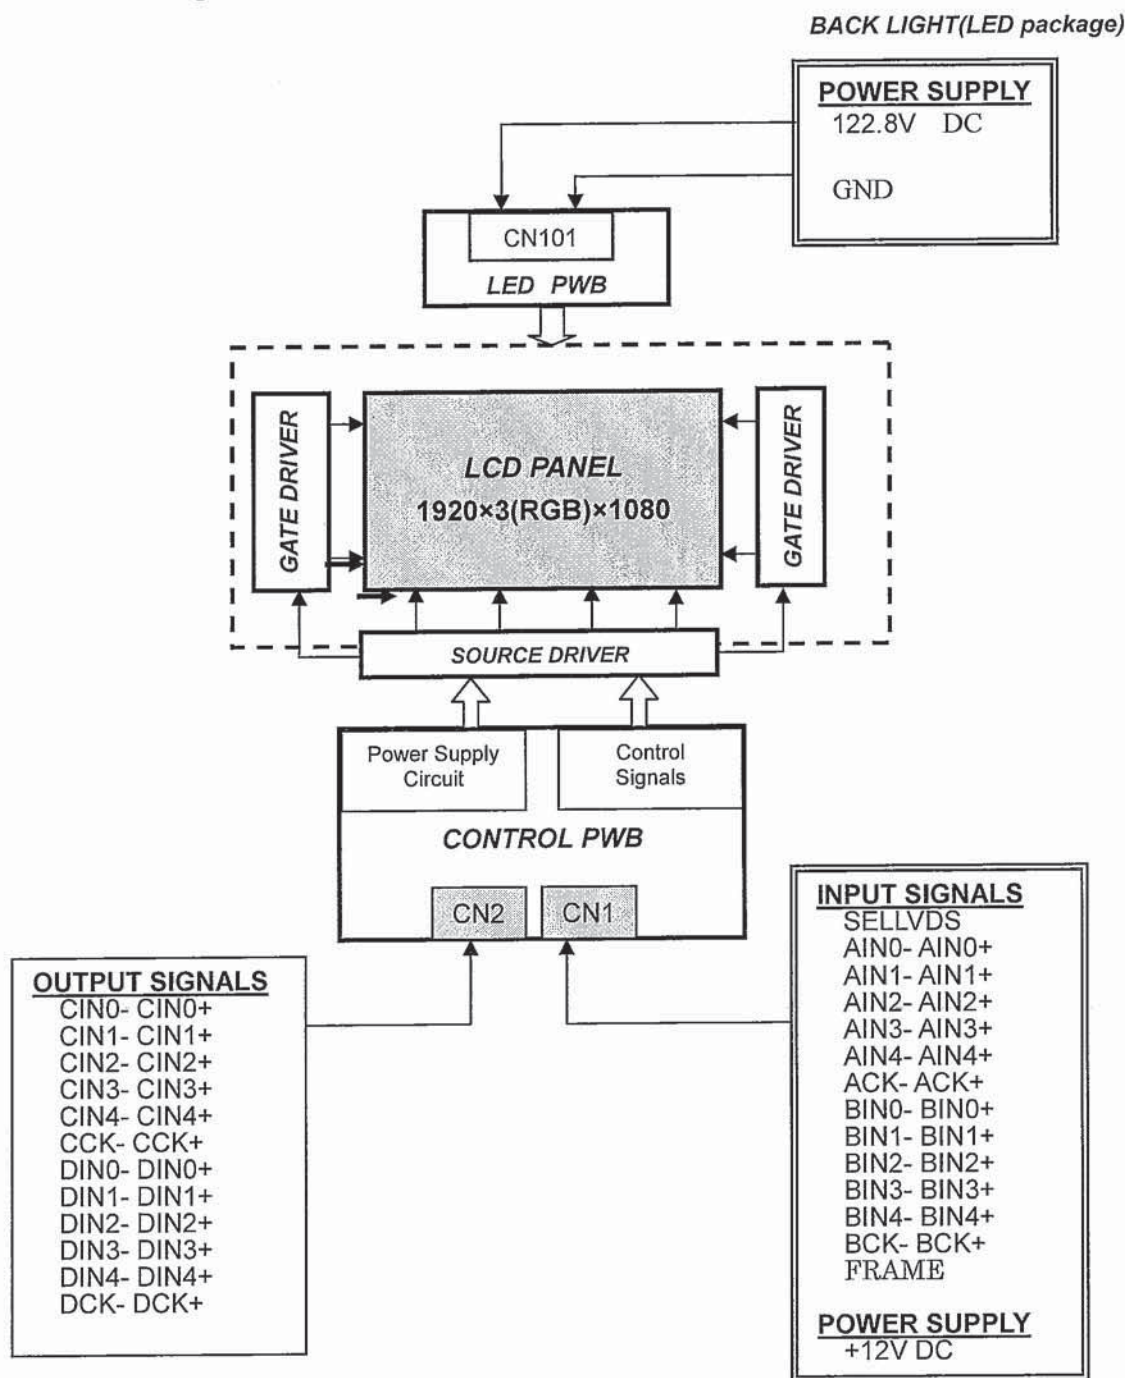 BACK LIGHT(LED package)
POWER SUPPLY
122.8V DC
GND
CN101
LED PWB
GATE DRIVER
LCD PANEL
1920×3(RGB)×1080
GATE DRIVER
SOURCE DRIVER
Power Supply
Circuit
Control
Signals
CONTROL PWB
CN2
CN1
OUTPUT SIGNALS
CIN0- CIN0+
CIN1- CIN1+
CIN2- CIN2+
CIN3- CIN3+
CIN4- CIN4+
CCK- CCK+
DIN0- DIN0+
DIN1- DIN1+
DIN2- DIN2+
DIN3- DIN3+
DIN4- DIN4+
DCK- DCK+
INPUT SIGNALS
SELLVDS
AIN0- AIN0+
AIN1- AIN1+
AIN2- AIN2+
AIN3- AIN3+
AIN4- AIN4+
ACK- ACK+
BIN0- BIN0+
BIN1- BIN1+
BIN2- BIN2+
BIN3- BIN3+
BIN4- BIN4+
BCK- BCK+
FRAME
POWER SUPPLY
+12V DC